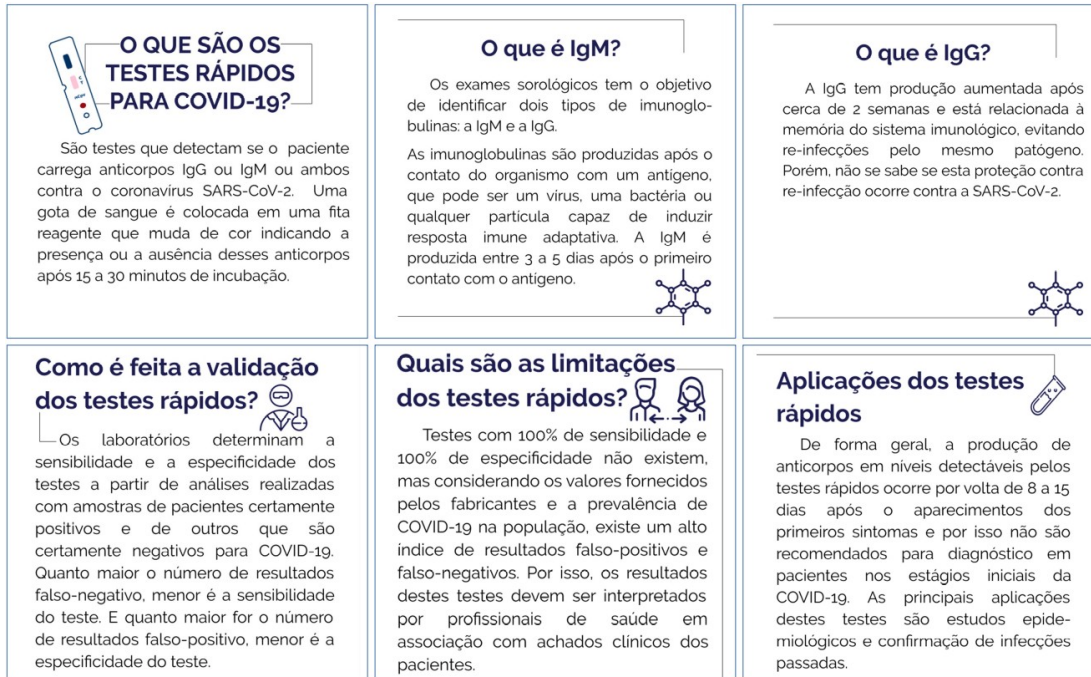 O QUE SÃO OS
TESTES RÁPIDOS
PARA COVID-19?
São testes que detectam se o paciente
carrega anticorpos IgG ou IgM ou ambos
contra o coronavírus SARS-CoV-2. Uma
gota de sangue é colocada em uma fita
reagente que muda de cor indicando a
presença ou a ausência desses anticorpos
após 15 a 30 minutos de incubação.
O que é IgM?
Os exames sorológicos tem o objetivo
de identificar dois tipos de imunoglo-
bulinas: a IgM e a IgG.
As imunoglobulinas são produzidas após o
contato do organismo com um antígeno,
que pode ser um vírus, uma bactéria ou
qualquer partícula capaz de induzir
resposta imune adaptativa. A IgM é
produzida entre 3 a 5 dias após o primeiro
contato com o antígeno.
O que é IgG?
A IgG tem produção aumentada após
cerca de 2 semanas e está relacionada à
memória do sistema imunológico, evitando
re-infecções pelo mesmo patógeno.
Porém, não se sabe se esta proteção contra
re-infecção ocorre contra a SARS-CoV-2.
Como é feita a validação
dos testes rápidos?
Os laboratórios determinam a
sensibilidade e a especificidade dos
testes a partir de análises realizadas
com amostras de pacientes certamente
positivos e de outros que são
certamente negativos para COVID-19.
Quanto maior o número de resultados
falso-negativo, menor é a sensibilidade
do teste. E quanto maior for o número
de resultados falso-positivo, menor é a
especificidade do teste.
Quais são as limitações
dos testes rápidos?
Testes com 100% de sensibilidade e
100% de especificidade não existem,
mas considerando os valores fornecidos
pelos fabricantes e a prevalência de
COVID-19 na população, existe um alto
índice de resultados falso-positivos e
falso-negativos. Por isso, os resultados
destes testes devem ser interpretados
por profissionais de saúde em
associação com achados clínicos dos
pacientes.
Aplicações dos testes
rápidos
De forma geral, a produção de
anticorpos em níveis detectáveis pelos
testes rápidos ocorre por volta de 8 a 15
dias após o aparecimentos dos
primeiros sintomas e por isso não são
recomendados para diagnóstico em
pacientes nos estágios iniciais da
COVID-19. As principais aplicações
destes testes são estudos epide-
miológicos e confirmação de infecções
passadas.